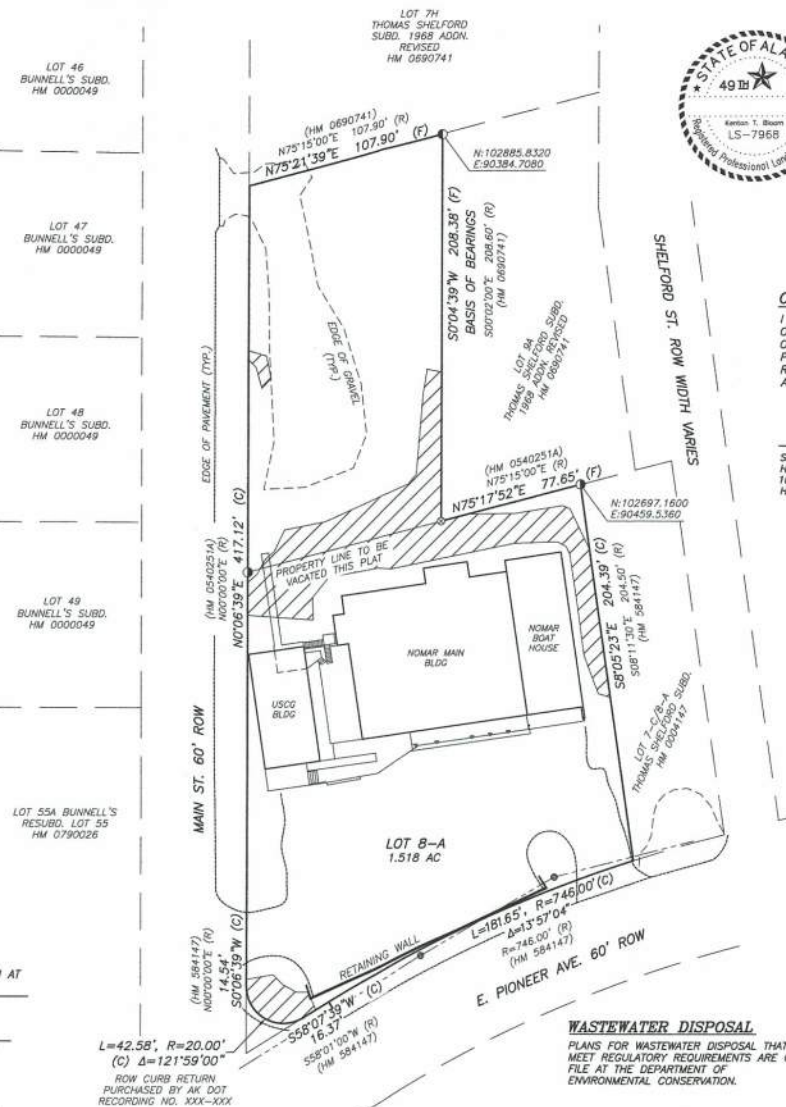 LOT 7H
THOMAS SHELFORD
SUBD. 1968 ADDN.
REVISED
HM 0690741
LOT 46
BUNNELL'S SUBD.
HM 0000049
STATE OF ALA
49 TH
Kenton T. Bloom
LS-7968
Registered Professional Land
(HM 0690741)
N75°15'00"E 107.90' (R)
N75°21'39"E 107.90' (F)
N:102885.8320
E:90384.7080
LOT 47
BUNNELL'S SUBD.
HM 0000049
S0°04'39"W 208.38' (F)
BASIS OF BEARINGS
S00°02'00"E 208.60' (R)
(HM 0690741)
SHELFORD ST. ROW WIDTH VARIES
EDGE OF GRAVEL
(TYP.)
EDGE OF PAVEMENT (TYP.)
LOT 9A
THOMAS SHELFORD SUBD.
1968 ADDN. REVISED
HM 0690741
LOT 48
BUNNELL'S SUBD.
HM 0000049
(HM 0540251A)
N75°15'00"E (R)
N75°17'52"E 77.65' (F)
N:102697.1600
E:90459.5360
PROPERTY LINE TO BE
VACATED THIS PLAT
(HM 0540251A)
N00°00'00"E (R)
N0°06'39"E 417.12' (C)
LOT 49
BUNNELL'S SUBD.
HM 0000049
NOMAR MAIN
BLDG
NOMAR
BOAT
HOUSE
USCG
BLDG
S8°05'23"E 204.39' (C)
S08°11'30"E 204.50' (R)
(HM 584147)
LOT 7-C/8-A
THOMAS SHELFORD SUBD.
HM 0004147
MAIN ST. 60' ROW
LOT 55A BUNNELL'S
RESUBD. LOT 55
HM 0790026
LOT 8-A
1.518 AC
L=181.65', R=746.00' (C)
Δ=13°57'04"
R=746.00' (R)
(HM 584147)
RETAINING WALL
E. PIONEER AVE. 60' ROW
(HM 584147)
N00°00'00"E (R)
14.54'
S0°06'39"W (C)
S58°07'39"W (C)
16.37'
S58°01'00"W (R)
(HM 584147)
AT
L=42.58', R=20.00'
(C) Δ=121°59'00"
ROW CURB RETURN
PURCHASED BY AK DOT
RECORDING NO. XXX-XXX
WASTEWATER DISPOSAL
PLANS FOR WASTEWATER DISPOSAL THAT
MEET REGULATORY REQUIREMENTS ARE
FILE AT THE DEPARTMENT OF
ENVIRONMENTAL CONSERVATION.